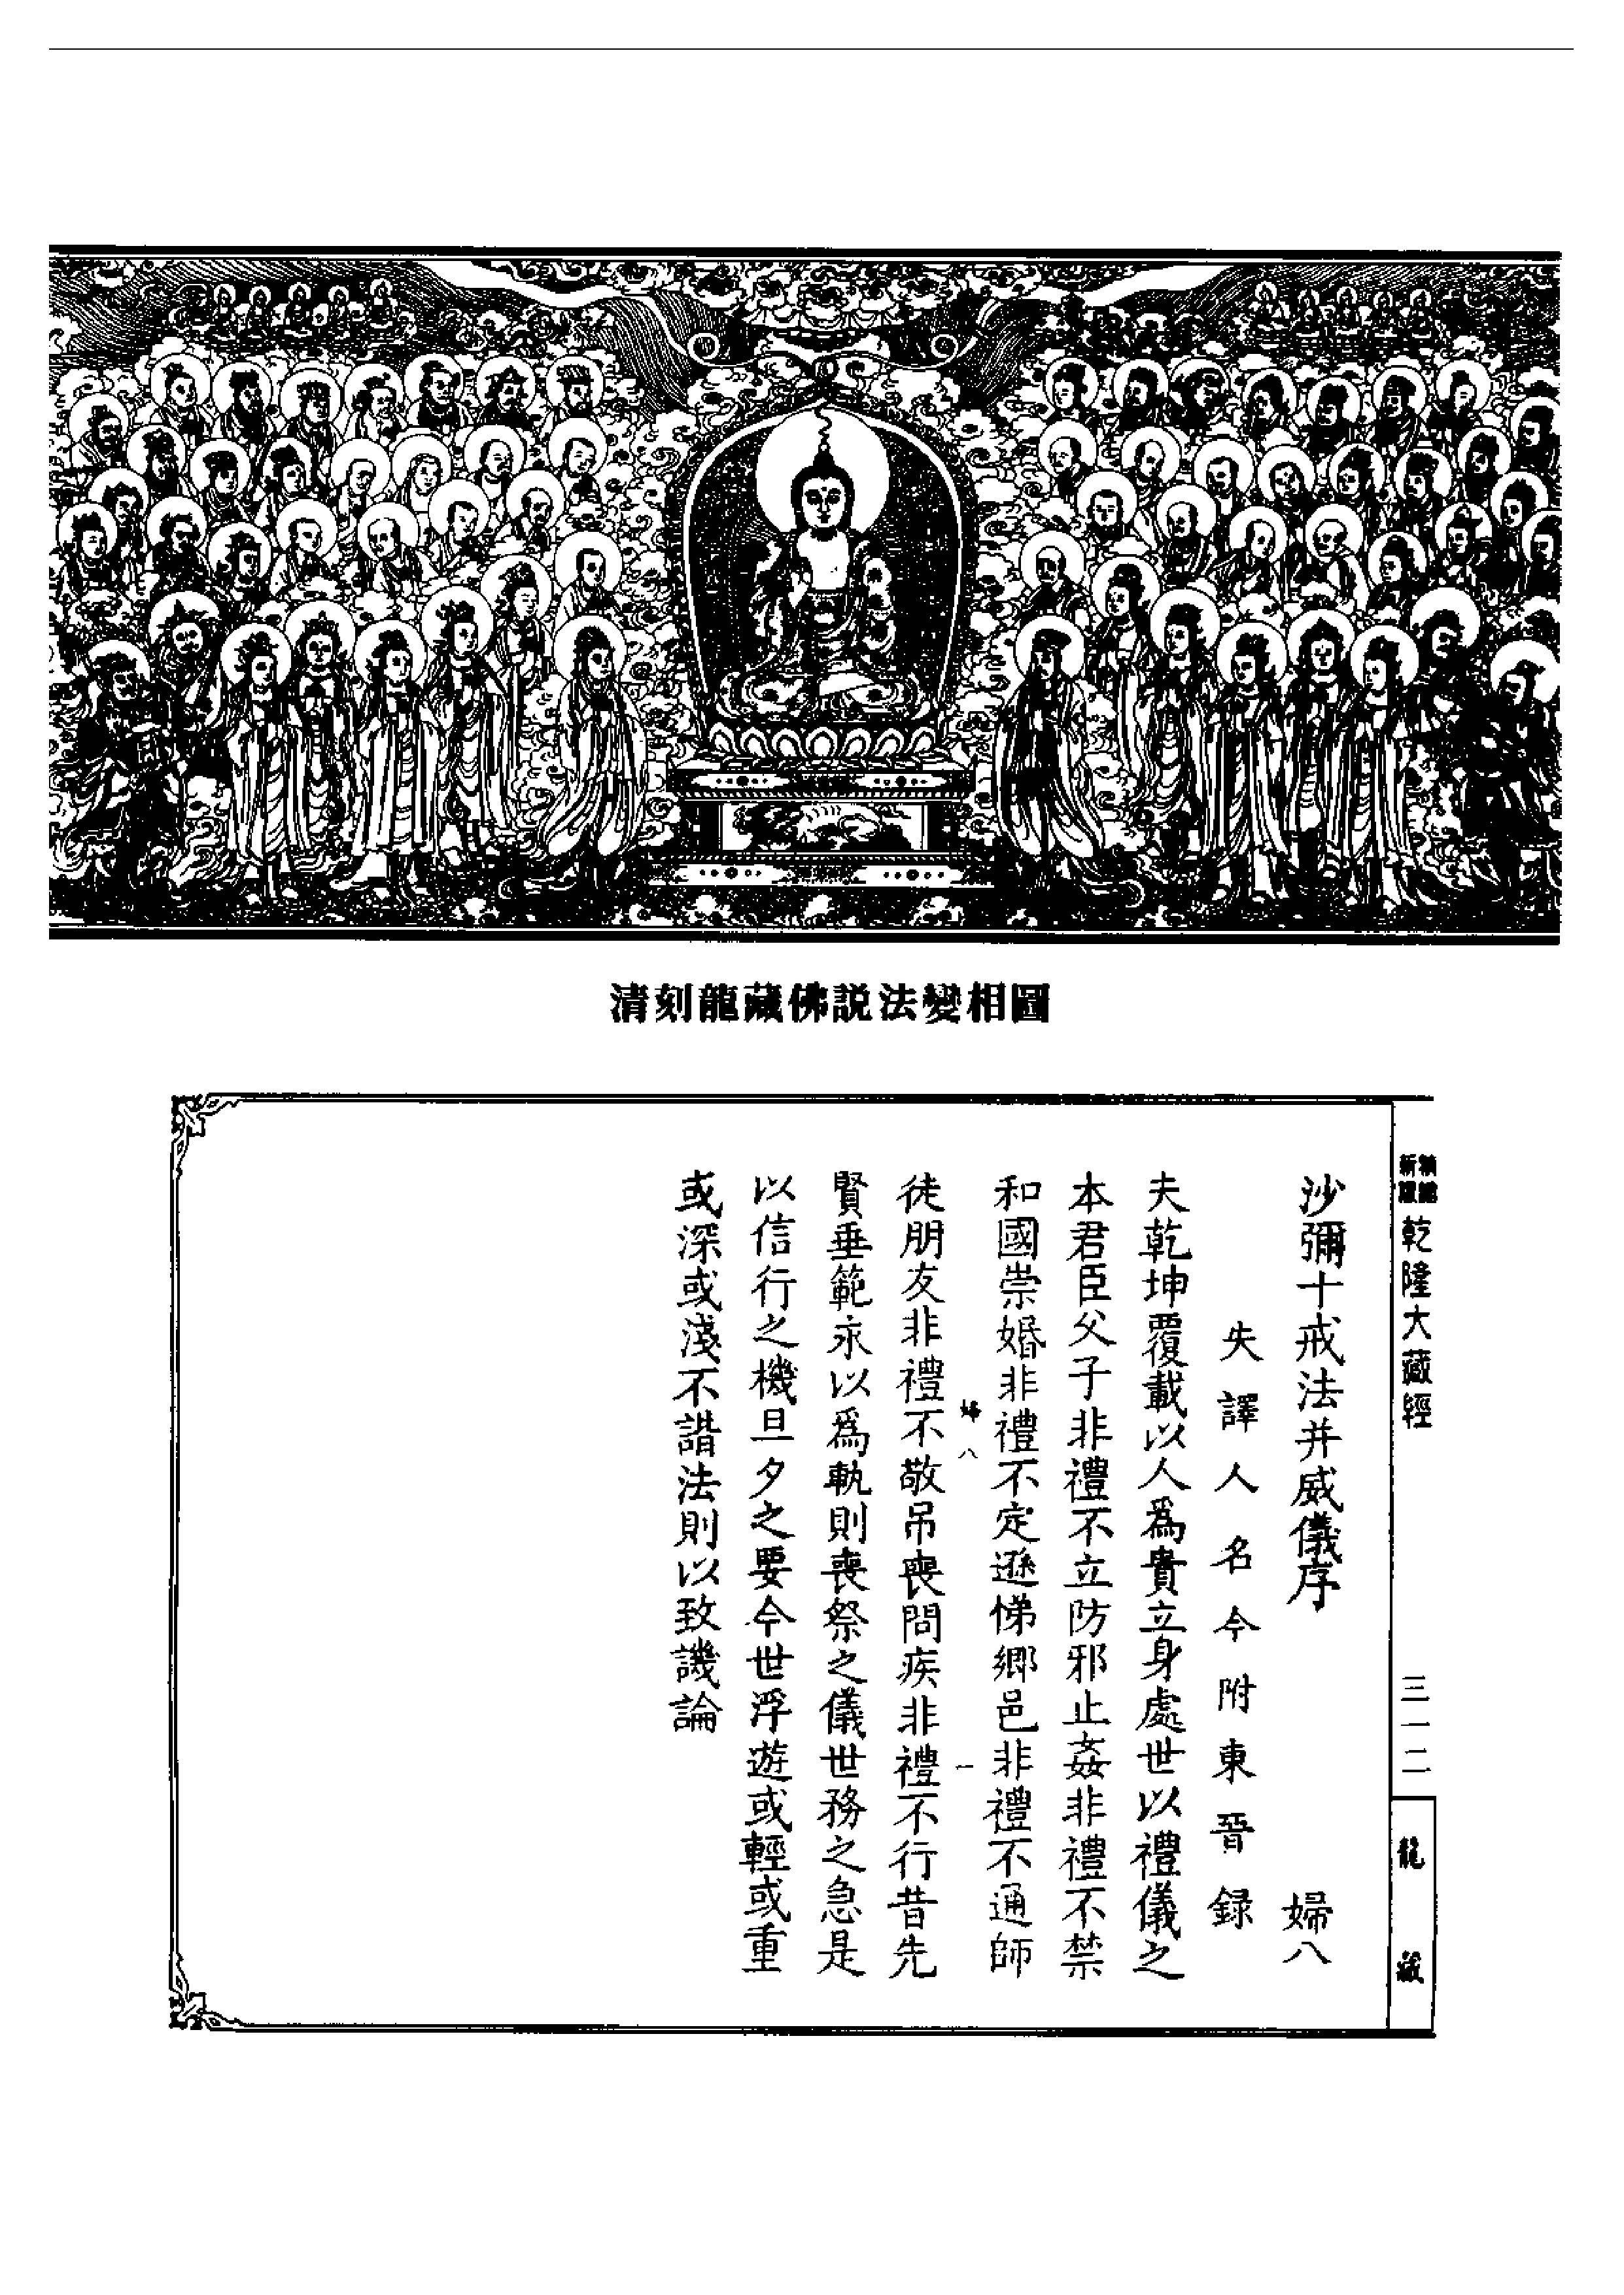 清刻龍藏佛説法變相圖
乾隆大藏經
三一二
龍藏
沙彌十戒法并威儀序
婦八
失譯人名今附東晉録
夫乾坤覆載以人爲貴立身處世以禮儀之
本君臣父子非禮不立防邪止姦非禮不禁
和國崇婚非禮不定遜悌鄉邑非禮不通師
婦八
一
徒朋友非禮不敬吊喪問疾非禮不行昔先
賢垂範永以爲軌則喪祭之儀世務之急是
以信行之機旦夕之要今世浮遊或輕或重
或深或淺不諧法則以致譏論